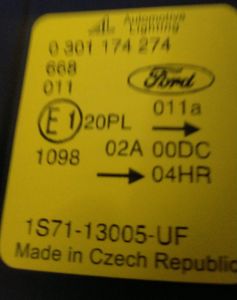 AL Automotive Lighting
0 301 174 274
668
Ford
011
011a
E1 20PL →
1098 02A 00DC
→ 04HR
1S71-13005-UF
Made in Czech Republic